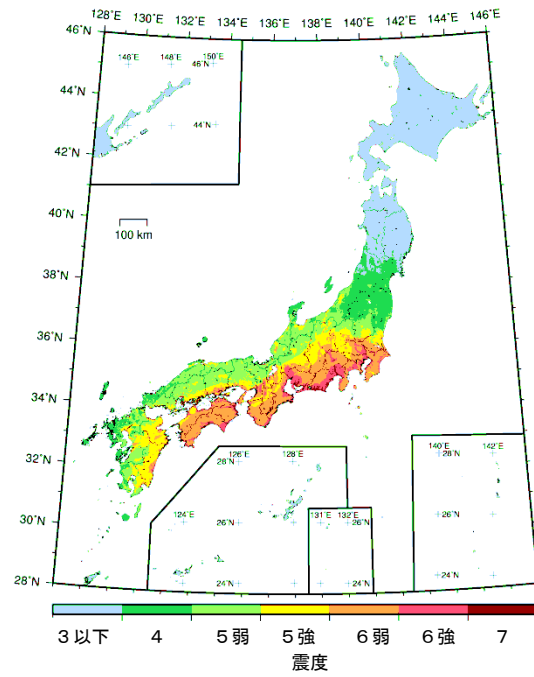 128°E 130°E 132°E 134°E 136°E 138°E 140°E 142°E 144°E 146°E
46°N
146°E 148°E 150°E
46°N
44°N
44°N
42°N
40°N
100 km
38°N
36°N
34°N
32°N
126°E 128°E
28°N
140°E 142°E
28°N
30°N
124°E
26°N
131°E 132°E
26°N
26°N
28°N
24°N
24°N
24°N
3以下 4 5弱 5強 6弱 6強 7
震度